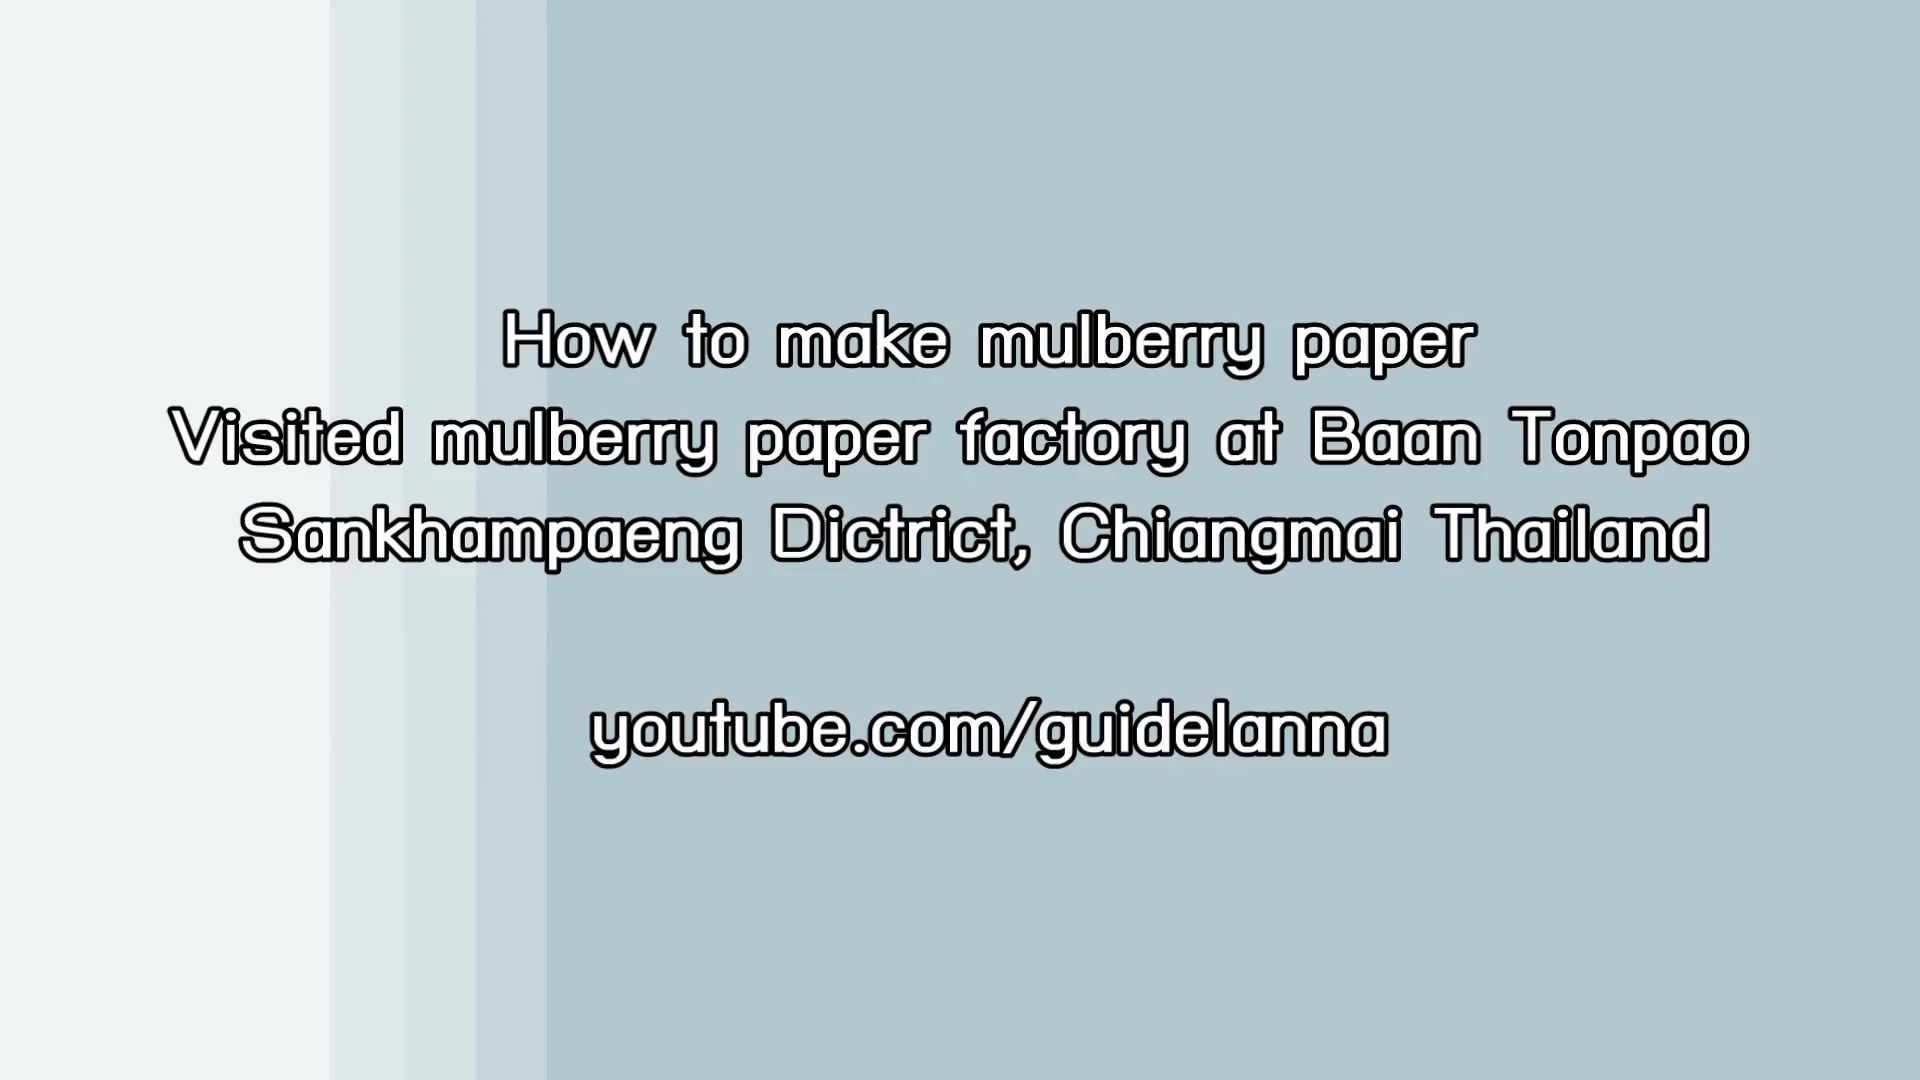 How to make mulberry paper
Visited mulberry paper factory at Baan Tonpao
Sankhampaeng Dictrict, Chiangmai Thailand
youtube.com/guidelanna